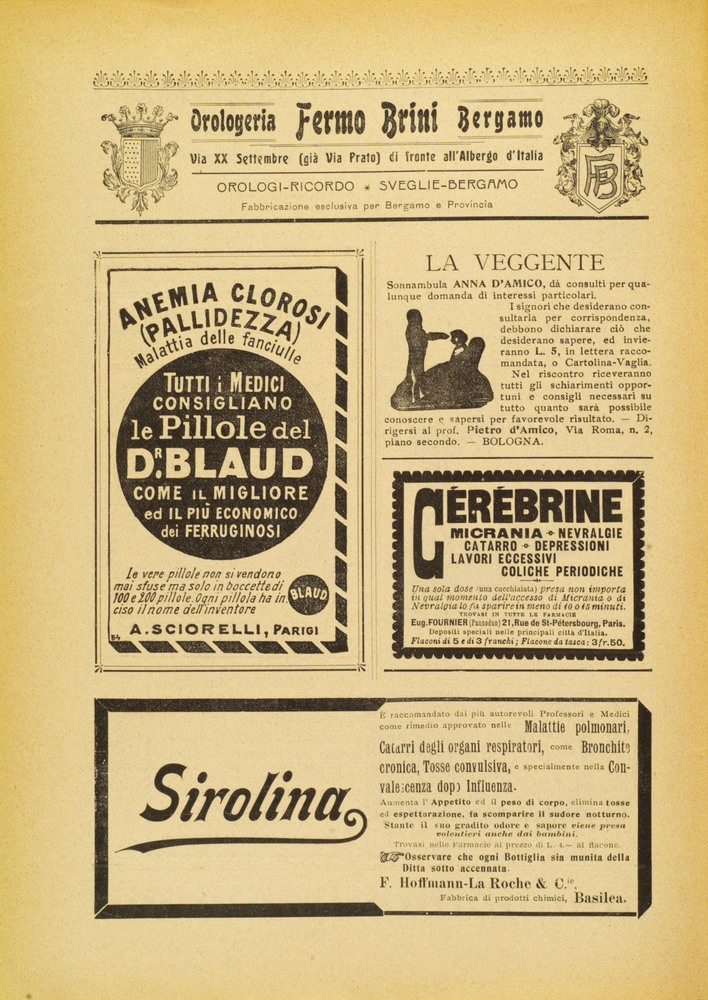 Orologeria Fermo Brini Bergamo
Via XX Settembre (già Via Prato) di fronte all'Albergo d'Italia
OROLOGI-RICORDO * SVEGLIE-BERGAMO
Fabbricazione esclusiva per Bergamo e Provincia
FB
ANEMIA CLOROSI
(PALLIDEZZA)
Malattia delle fanciulle
TUTTI i MEDICI
CONSIGLIANO
le Pillole del
DR. BLAUD
COME IL MIGLIORE
ed IL PIÙ ECONOMICO
dei FERRUGINOSI
le vere pillole non si vendono
mai sfuse ma solo in boccette di
100 e 200 pillole. Ogni pillola ha in-
ciso il nome dell'inventore
BLAUD
A. SCIORELLI, PARIGI
84
LA VEGGENTE
Sonnambula ANNA D'AMICO, dà consulti per qua-
lunque domanda di interessi particolari.
I signori che desiderano con-
sultarla per corrispondenza,
debbono dichiarare ciò che
desiderano sapere, ed invie-
ranno L. 5, in lettera racco-
mandata, o Cartolina-Vaglia.
Nel riscontro riceveranno
tutti gli schiarimenti oppor-
tuni e consigli necessari su
tutto quanto sarà possibile
conoscere e sapersi per favorevole risultato. — Di-
rigersi al prof. Pietro d'Amico, Via Roma, n. 2,
piano secondo. — BOLOGNA.
CÉRÉBRINE
MICRANIA - NEVRALGIE
CATARRO - DEPRESSIONI
LAVORI ECCESSIVI
COLICHE PERIODICHE
Una sola dose (una cucchiaiata) presa non importa
in qual momento dell'accesso di Micrania o di
Nevralgia lo fa sparire in meno di 10 o 15 minuti.
TROVASI IN TUTTE LE FARMACIE
Eug. FOURNIER (Pausodun) 21, Rue de St-Pétersbourg, Paris.
Depositi speciali nelle principali città d'Italia.
Flaconi di 5 e di 3 franchi; Flacone da tasca: 3 fr. 50.
Sirolina
È raccomandato dai più autorevoli Professori e Medici
come rimedio approvato nelle Malattie polmonari,
Catarri degli organi respiratori, come Bronchite
cronica, Tosse convulsiva, e specialmente nella Con-
valescenza dopo Influenza.
Aumenta l'Appetito ed il peso di corpo, elimina tosse
ed espettorazione, fa scomparire il sudore notturno.
Stante il suo gradito odore e sapore viene presa
volentieri anche dai bambini.
Trovasi nelle Farmacie al prezzo di L. 4.— al flacone.
Osservare che ogni Bottiglia sia munita della
Ditta sotto accennata.
F. Hoffmann-La Roche & C.ie,
Fabbrica di prodotti chimici, Basilea.